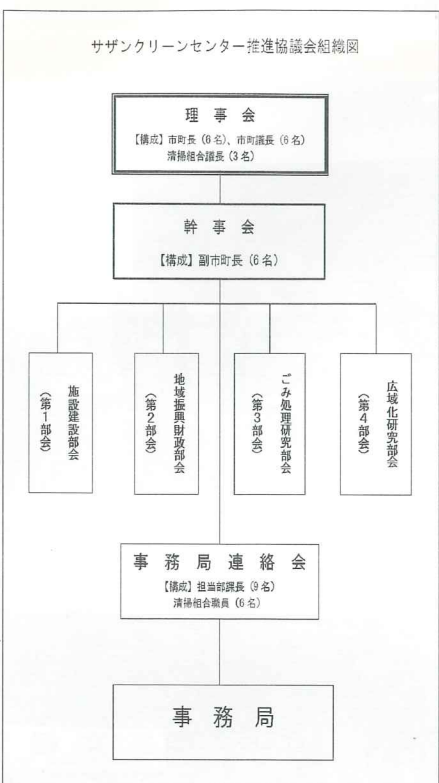 サザンクリーンセンター推進協議会組織図
理事会
【構成】市町長（6名）、市町議長（6名）
清掃組合議長（3名）
幹事会
【構成】副市町長（6名）
施設建設部会
（第1部会）
地域振興財政部会
（第2部会）
ごみ処理研究部会
（第3部会）
広域化研究部会
（第4部会）
事務局連絡会
【構成】担当部課長（9名）
清掃組合職員（6名）
事務局